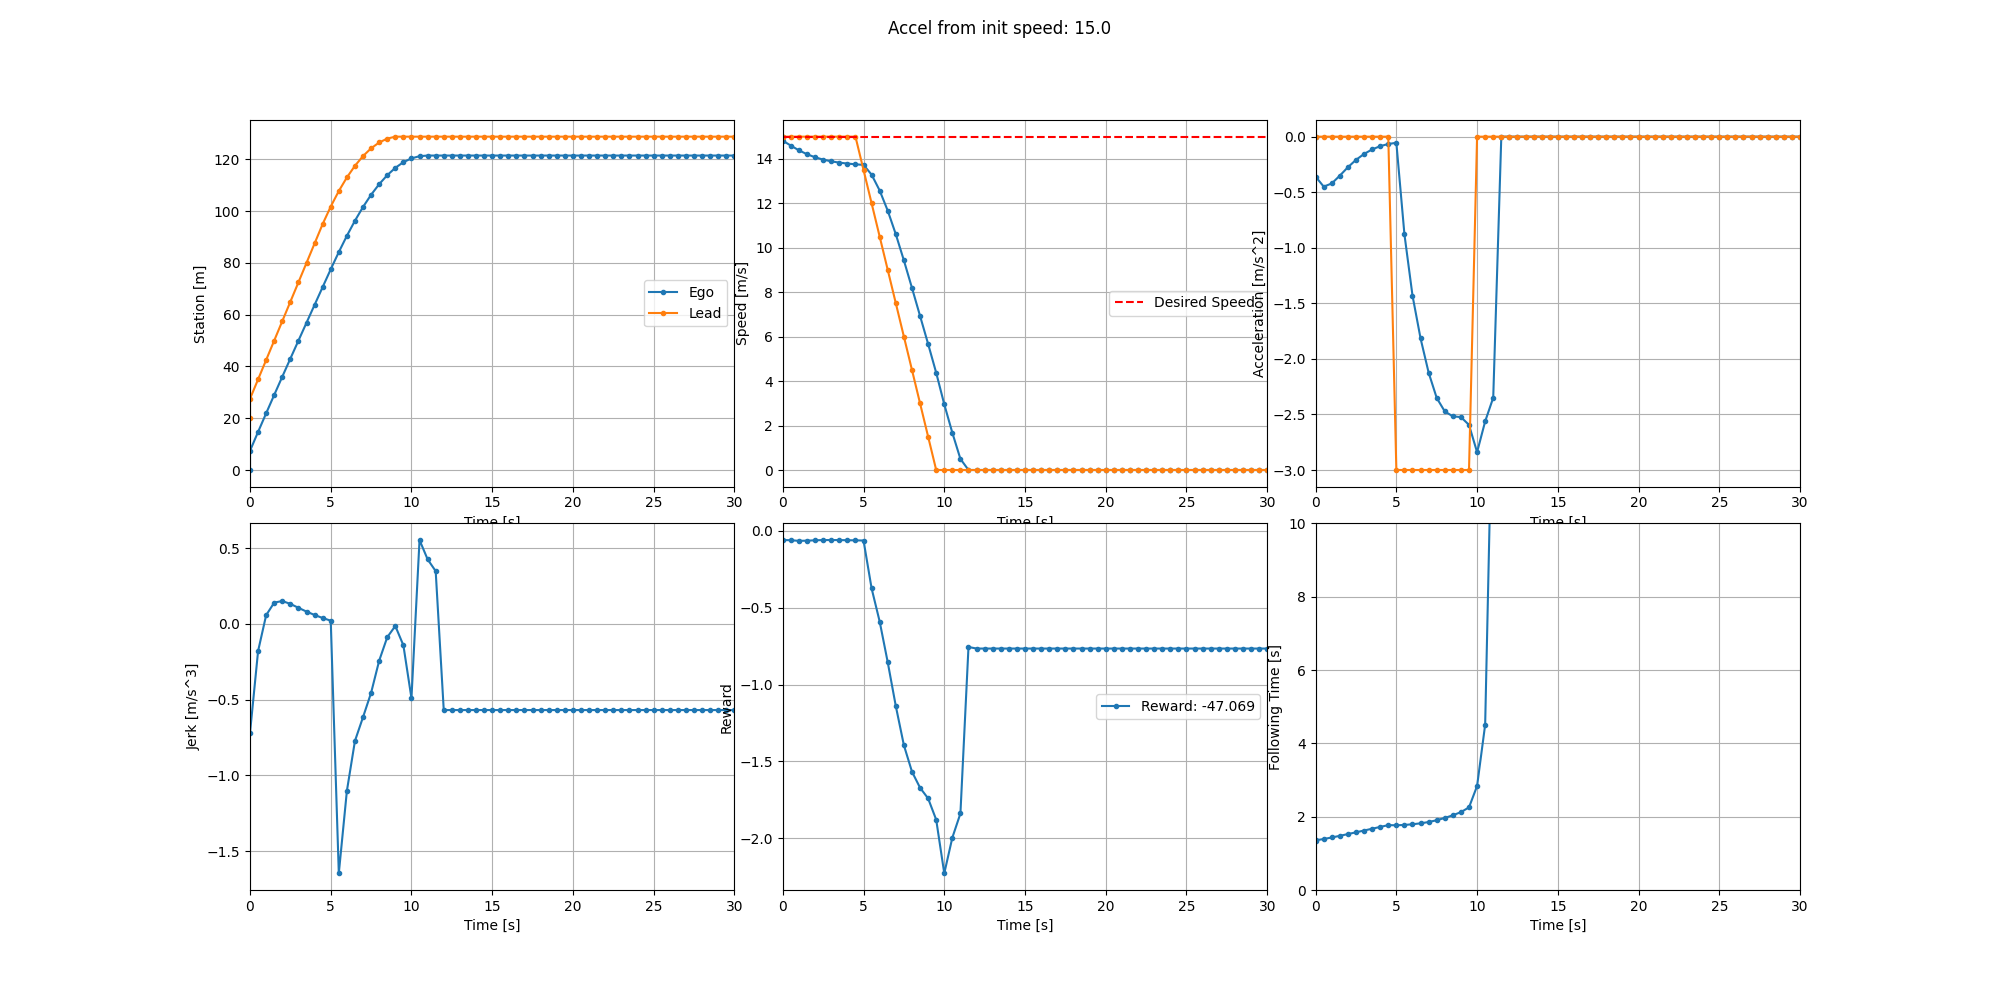 Accel from init speed: 15.0
Station [m]
120
100
80
60
40
20
0
Ego
Lead
0 5 10 15 20 25 30
Time [s]
Speed [m/s]
14
12
10
8
6
4
2
0
Desired Speed
0 5 10 15 20 25 30
Time [s]
Acceleration [m/s^2]
0.0
−0.5
−1.0
−1.5
−2.0
−2.5
−3.0
0 5 10 15 20 25 30
Time [s]
Jerk [m/s^3]
0.5
0.0
−0.5
−1.0
−1.5
0 5 10 15 20 25 30
Time [s]
Reward
0.0
−0.5
−1.0
−1.5
−2.0
Reward: -47.069
0 5 10 15 20 25 30
Time [s]
Following Time [s]
10
8
6
4
2
0
0 5 10 15 20 25 30
Time [s]